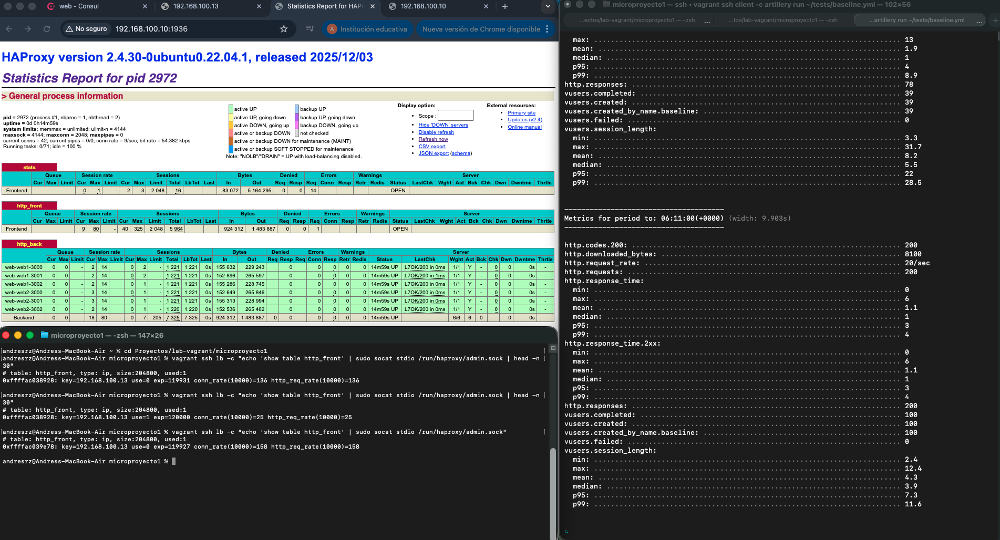 web - Consul
192.168.100.13
Statistics Report for HAPr
192.168.100.10
No seguro
192.168.100.10:1936
A Institución educativa
Nueva versión de Chrome disponible
HAProxy version 2.4.30-0ubuntu0.22.04.1, released 2025/12/03
Statistics Report for pid 2972
> General process information
pid = 2972 (process #1, nbproc = 1, nbthread = 2)
uptime = 0d 0h14m59s
system limits: memmax = unlimited; ulimit-n = 4144
maxsock = 4144; maxconn = 2048; maxpipes = 0
current conns = 42; current pipes = 0/0; conn rate = 9/sec; bit rate = 54.382 kbps
Running tasks: 0/71; idle = 100 %
active UP
backup UP
active UP, going down
backup UP, going down
active DOWN, going up
backup DOWN, going up
active or backup DOWN
not checked
active or backup DOWN for maintenance (MAINT)
active or backup SOFT STOPPED for maintenance
Note: "NOLB"/"DRAIN" = UP with load-balancing disabled.
Display option:
Scope :
Hide 'DOWN' servers
Disable refresh
Refresh now
CSV export
JSON export (schema)
External resources:
Primary site
Updates (v2.4)
Online manual
stats
Queue Session rate Sessions Bytes Denied Errors Warnings Server
Cur Max Limit Cur Max Limit Cur Max Limit Total LbTot Last In Out Req Resp Req Conn Resp Retr Redis Status LastChk Wght Act Bck Chk Dwn Dwntme Thrtle
Frontend 0 1 - 2 3 2 048 16 83 072 5 164 295 0 0 14 OPEN
http_front
Queue Session rate Sessions Bytes Denied Errors Warnings Server
Cur Max Limit Cur Max Limit Cur Max Limit Total LbTot Last In Out Req Resp Req Conn Resp Retr Redis Status LastChk Wght Act Bck Chk Dwn Dwntme Thrtle
Frontend 9 80 - 40 325 2 048 5 964 924 312 1 483 887 0 0 1 OPEN
http_back
Queue Session rate Sessions Bytes Denied Errors Warnings Server
Cur Max Limit Cur Max Limit Cur Max Limit Total LbTot Last In Out Req Resp Req Conn Resp Retr Redis Status LastChk Wght Act Bck Chk Dwn Dwntme Thrtle
web-web1-3000 0 0 - 2 14 0 2 - 1 221 1 221 0s 155 632 229 243 0 0 0 0 0 14m59s UP L7OK/200 in 0ms 1/1 Y - 0 0 0s -
web-web1-3001 0 0 - 2 14 0 2 - 1 221 1 221 0s 152 896 265 597 0 0 0 0 0 14m59s UP L7OK/200 in 1ms 1/1 Y - 0 0 0s -
web-web1-3002 0 0 - 2 14 0 1 - 1 221 1 221 0s 155 286 228 745 0 0 0 0 0 14m59s UP L7OK/200 in 0ms 1/1 Y - 0 0 0s -
web-web2-3000 0 0 - 3 14 0 1 - 1 221 1 221 0s 152 649 265 846 0 0 0 0 0 14m59s UP L7OK/200 in 0ms 1/1 Y - 0 0 0s -
web-web2-3001 0 0 - 3 14 0 1 - 1 221 1 221 0s 155 313 228 994 0 0 0 0 0 14m59s UP L7OK/200 in 0ms 1/1 Y - 0 0 0s -
web-web2-3002 0 0 - 2 14 0 1 - 1 220 1 220 0s 152 536 265 462 0 0 0 0 0 14m59s UP L7OK/200 in 0ms 1/1 Y - 0 0 0s -
Backend 0 0 18 80 0 7 205 7 325 7 325 0s 924 312 1 483 887 0 0 0 0 0 0 14m59s UP 6/6 6 0 0 0s
microproyecto1 — -zsh — 147×26
[andresrz@Andress-MacBook-Air ~ % cd Proyectos/lab-vagrant/microproyecto1 ]
[andresrz@Andress-MacBook-Air microproyecto1 % vagrant ssh lb -c "echo 'show table http_front' | sudo socat stdio /run/haproxy/admin.sock | head -n ]
30"
# table: http_front, type: ip, size:204800, used:1
0xffffac038928: key=192.168.100.13 use=0 exp=119931 conn_rate(10000)=136 http_req_rate(10000)=136
[andresrz@Andress-MacBook-Air microproyecto1 % vagrant ssh lb -c "echo 'show table http_front' | sudo socat stdio /run/haproxy/admin.sock | head -n ]
30"
# table: http_front, type: ip, size:204800, used:1
0xffffac038928: key=192.168.100.13 use=1 exp=120000 conn_rate(10000)=25 http_req_rate(10000)=25
[andresrz@Andress-MacBook-Air microproyecto1 % vagrant ssh lb -c "echo 'show table http_front' | sudo socat stdio /run/haproxy/admin.sock" ]
# table: http_front, type: ip, size:204800, used:1
0xffffac039e78: key=192.168.100.13 use=0 exp=119927 conn_rate(10000)=158 http_req_rate(10000)=158
andresrz@Andress-MacBook-Air microproyecto1 %
microproyecto1 — ssh ◂ vagrant ssh client -c artillery run ~/tests/baseline.yml — 102×56
...ectos/lab-vagrant/microproyecto1 — -zsh ...
...tos/lab-vagrant/microproyecto1 — -zsh
...artillery run ~/tests/baseline.yml ...
max: ... 13
mean: ... 1.9
median: ... 1
p95: ... 4
p99: ... 8.9
http.responses: ... 78
vusers.completed: ... 39
vusers.created: ... 39
vusers.created_by_name.baseline: ... 39
vusers.failed: ... 0
vusers.session_length:
min: ... 3.3
max: ... 31.7
mean: ... 8.2
median: ... 5.5
p95: ... 22
p99: ... 28.5
--------------------------------------
Metrics for period to: 06:11:00(+0000) (width: 9.903s)
--------------------------------------
http.codes.200: ... 200
http.downloaded_bytes: ... 8100
http.request_rate: ... 20/sec
http.requests: ... 200
http.response_time:
min: ... 0
max: ... 6
mean: ... 1.1
median: ... 1
p95: ... 3
p99: ... 4
http.response_time.2xx:
min: ... 0
max: ... 6
mean: ... 1.1
median: ... 1
p95: ... 3
p99: ... 4
http.responses: ... 200
vusers.completed: ... 100
vusers.created: ... 100
vusers.created_by_name.baseline: ... 100
vusers.failed: ... 0
vusers.session_length:
min: ... 2.4
max: ... 12.4
mean: ... 4.3
median: ... 3.9
p95: ... 7.3
p99: ... 11.6